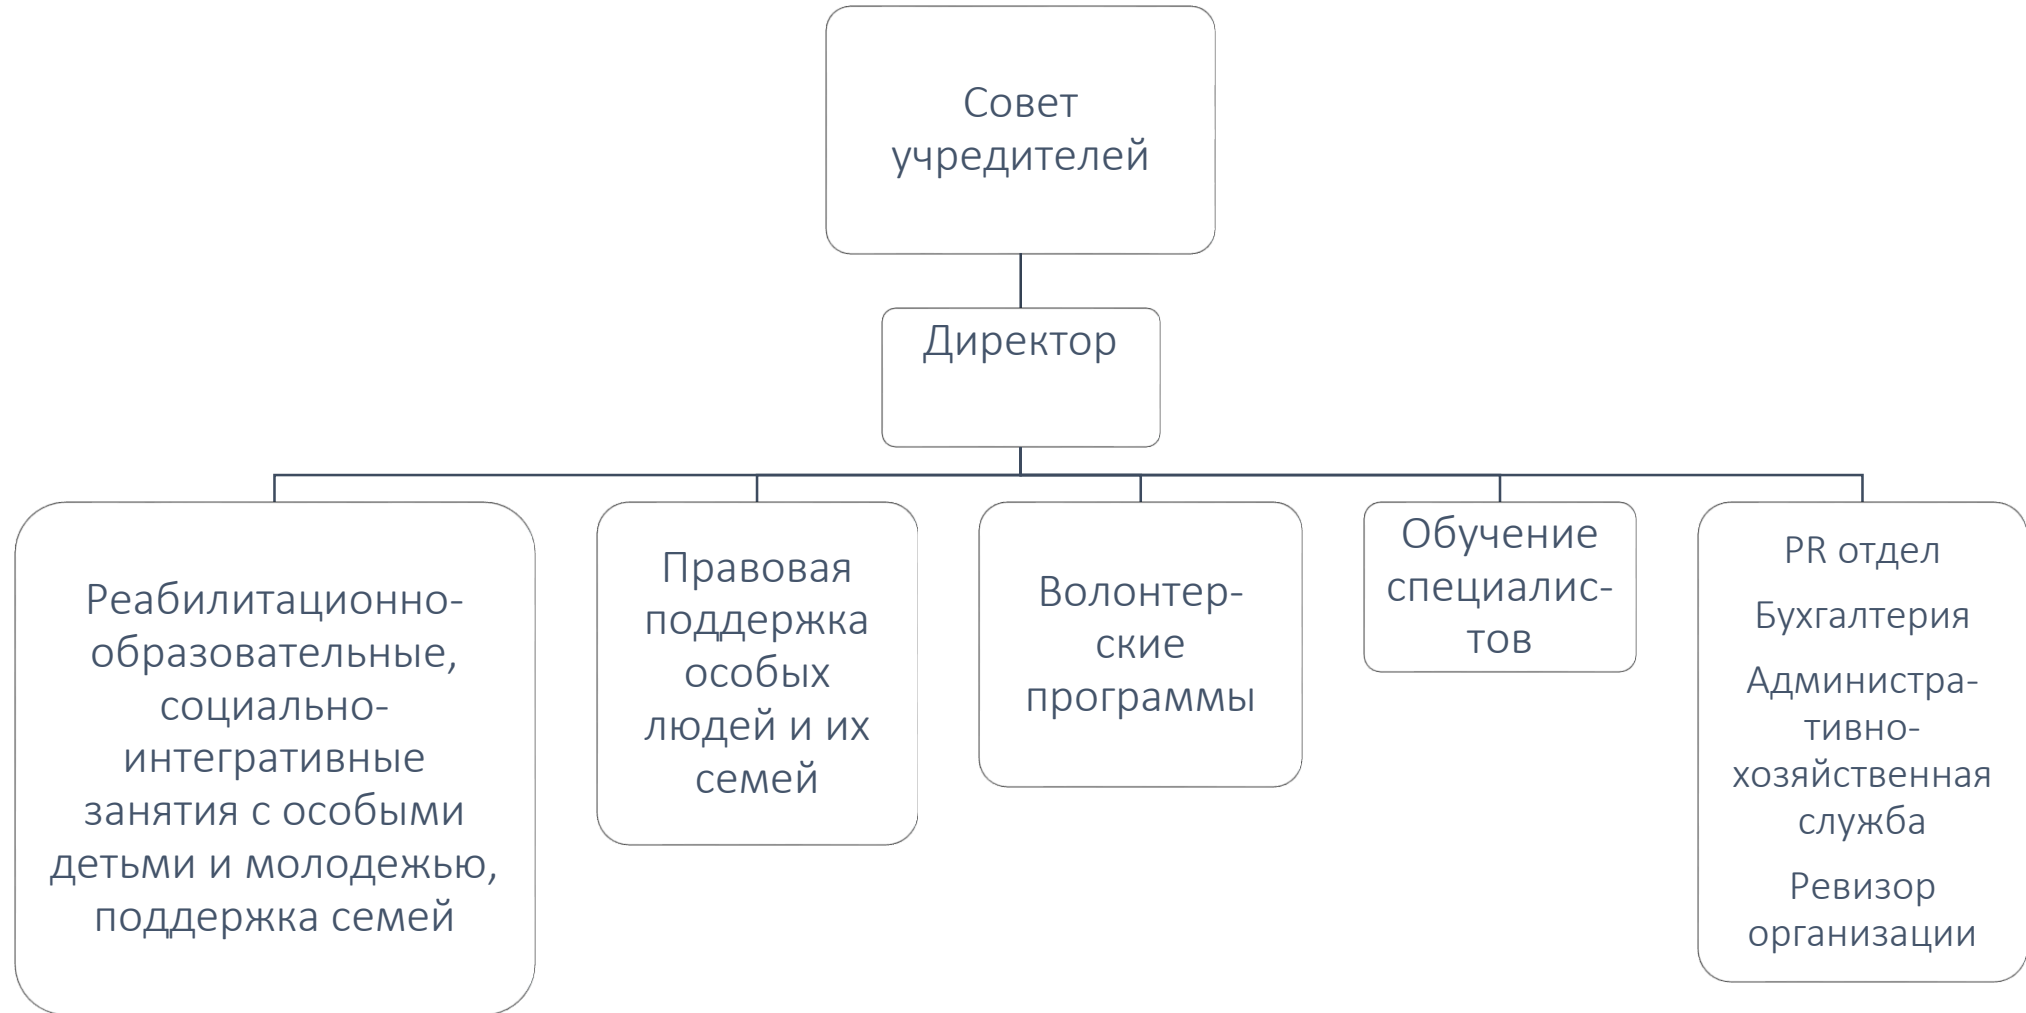 Совет
учредителей
Директор
Реабилитационно-
образовательные,
социально-
интегративные
занятия с особыми
детьми и молодежью,
поддержка семей
Правовая
поддержка
особых
людей и их
семей
Волонтер-
ские
программы
Обучение
специалис-
тов
PR отдел
Бухгалтерия
Администра-
тивно-
хозяйственная
служба
Ревизор
организации